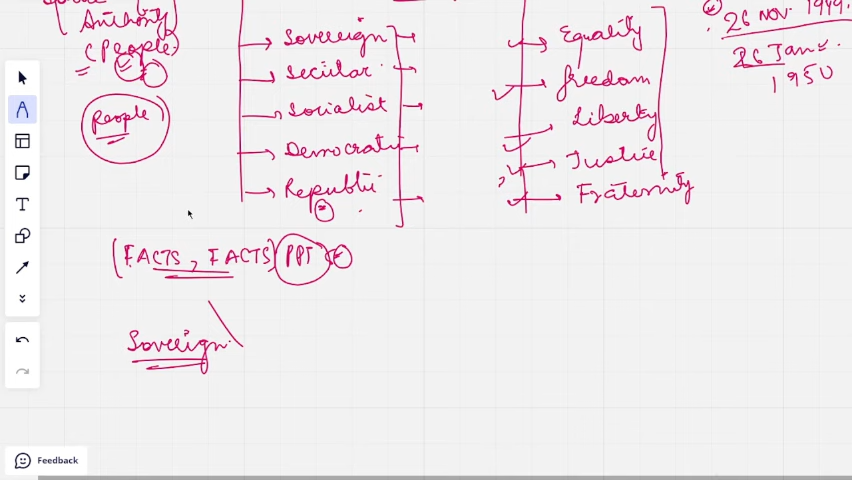 Anthony
(People)
People
Sovereign
Secular
Socialist
Democratic
Republic
Equality
freedom
Liberty
Justice
Fraternity
26 Nov. 1949.
26 Jan
1950
(FACTS, FACTS) PPT
Sovereign
Feedback